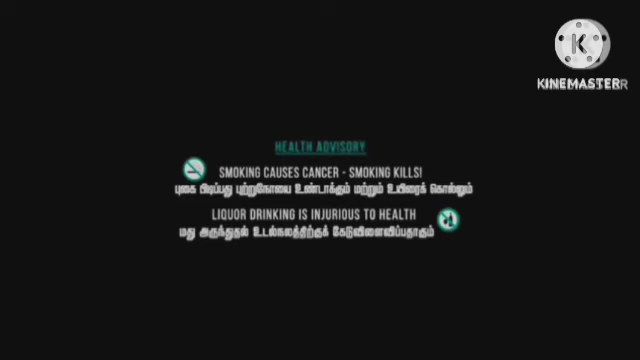 KINEMASTER
HEALTH ADVISORY
SMOKING CAUSES CANCER - SMOKING KILLS!
புகை பிடிப்பது புற்றுநோயை உண்டாக்கும் மற்றும் உயிரைக் கொல்லும்
LIQUOR DRINKING IS INJURIOUS TO HEALTH
மது அருந்துதல் உடல்நலத்திற்குக் கேடுவிளைவிப்பதாகும்